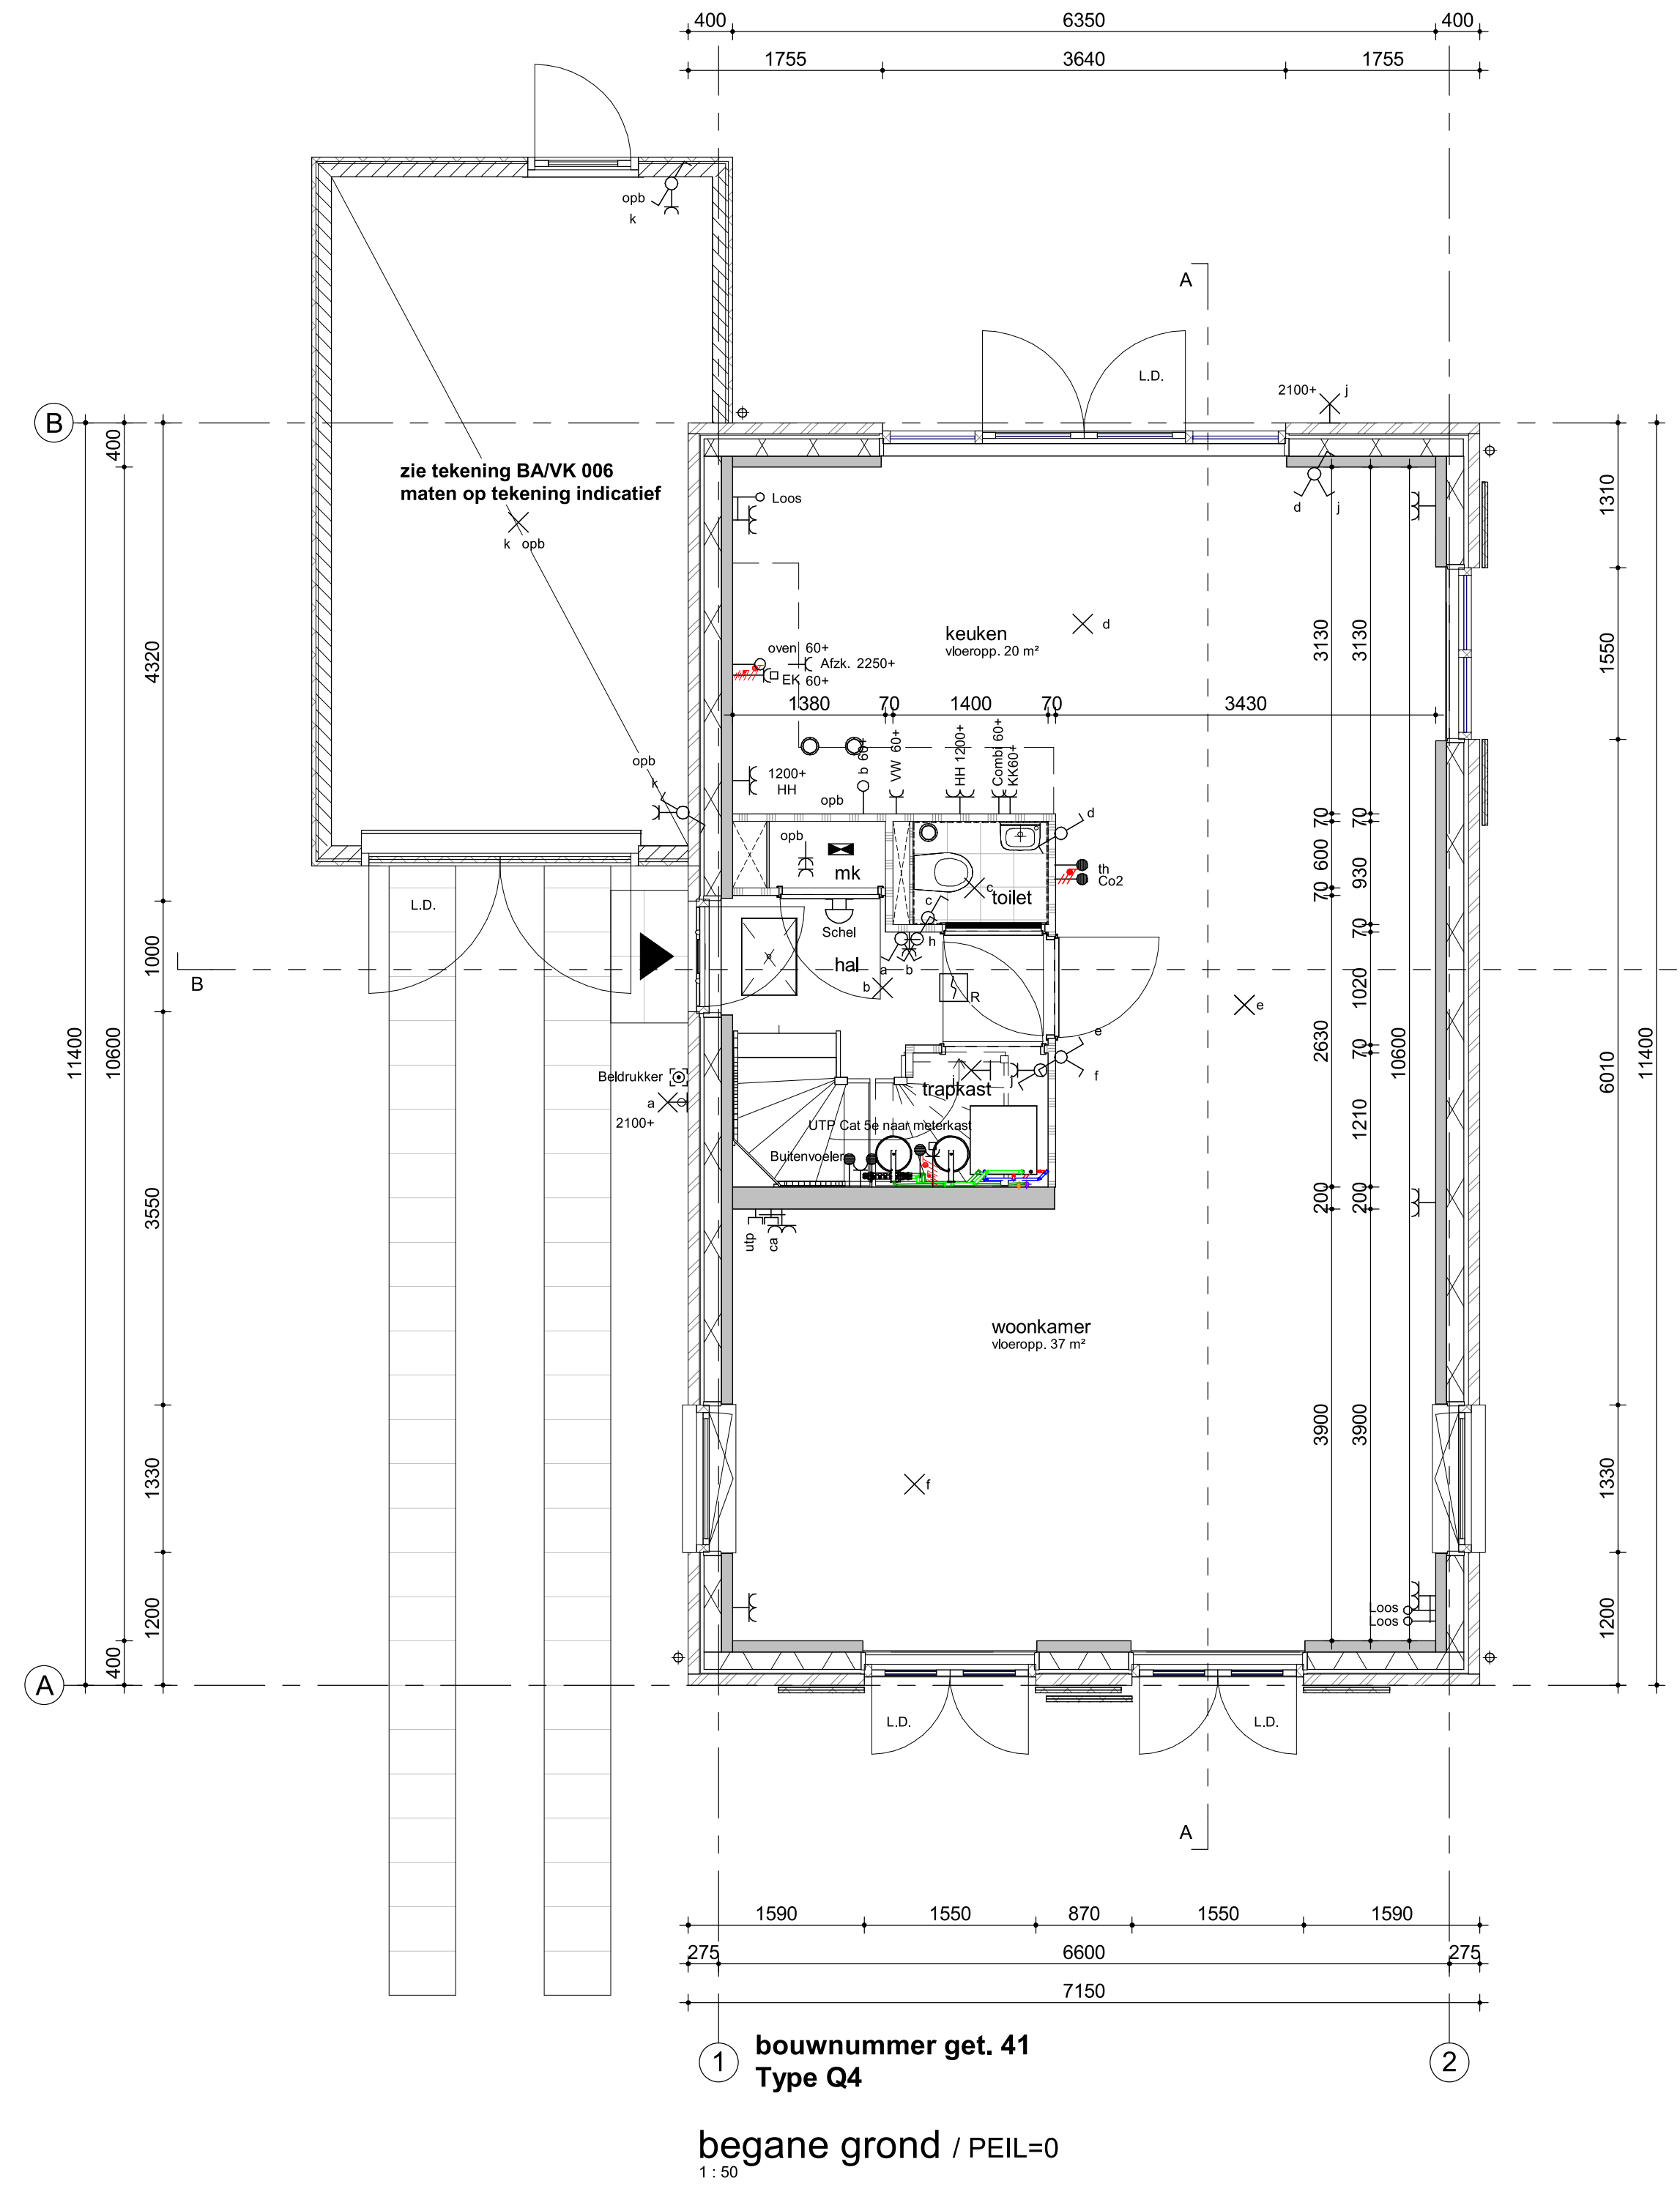 400 6350 400
1755 3640 1755
opb
k
A
L.D.
2100+ j
B
400
zie tekening BA/VK 006
maten op tekening indicatief
k opb
Loos
d j
1310
4320
keuken
vloeropp. 20 m²
d
3130 3130
1550
oven 60+
Afzk. 2250+
EK 60+
1380 70 1400 70 3430
opb
k
1200+
HH
b 60+
VW 60+
HH 1200+
Combi 60+
KK60+
opb
d
70 70
opb
mk
c
toilet
th
Co2
600 930
70
L.D.
c
Schel
h
70
B
1000
hal
a b
b
R
e
1020
11400 10600
2630
10600
6010 11400
e
70
Beldrukker
a
2100+
j j
f
trapkast
UTP Cat 5e naar meterkast
1210
Buitenvoeler
3550
200 200
utp
ca
woonkamer
vloeropp. 37 m²
3900 3900
1330
f
1330
1200
Loos
Loos
1200
400
A
L.D. L.D.
A
1590 1550 870 1550 1590
275 6600 275
7150
1
bouwnummer get. 41
Type Q4
2
begane grond / PEIL=0
1 : 50